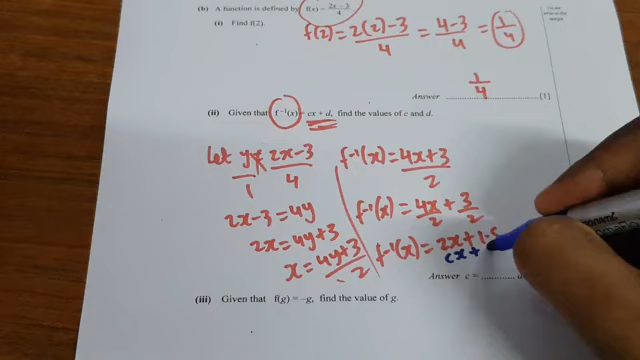 (b) A function is defined by f(x) = 2x − 3 / 4
(i) Find f(2).
f(2) = 2(2) − 3 / 4 = 4 − 3 / 4 = 1/4
1/4
Answer ........................ [1]
(ii) Given that f⁻¹(x) = cx + d, find the values of c and d.
Let y = 2x − 3 / 4
1
2x − 3 = 4y
2x = 4y + 3
x = 4y + 3 / 2
f⁻¹(x) = 4x + 3 / 2
f⁻¹(x) = 4x/2 + 3/2
f⁻¹(x) = 2x + 1.5
cx +
Answer c = ............
(iii) Given that f(g) = −g, find the value of g.